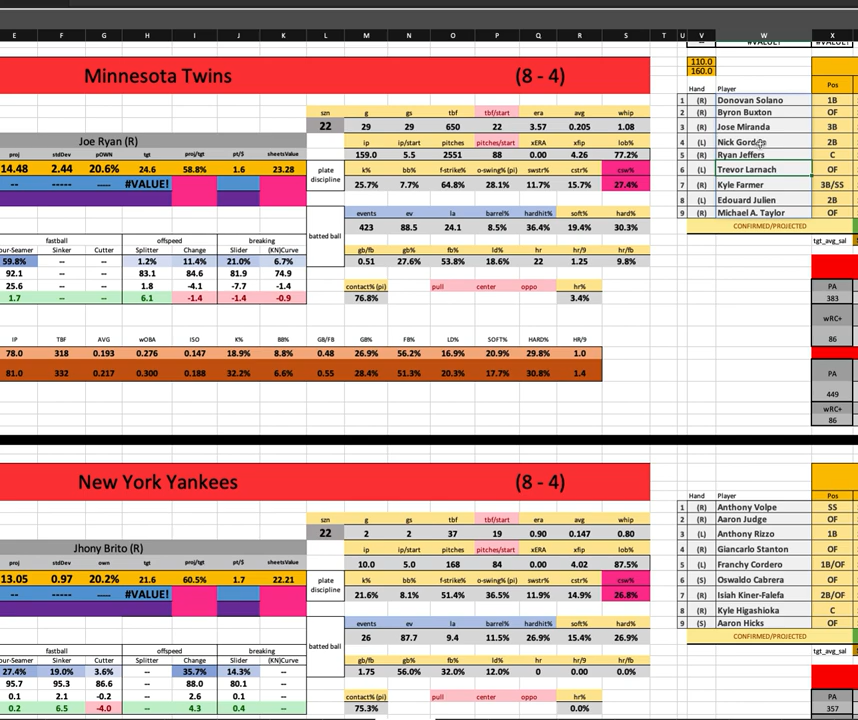 E F G H I J K L M N O P Q R S T U V W X
#VALUE! #VALUE!
Minnesota Twins (8 - 4)
110.0
160.0
Hand Player Pos
szn g gs tbf tbf/start era avg whip
22 29 29 650 22 3.57 0.205 1.08
Joe Ryan (R)
ip ip/start pitches pitches/start xERA xfip lob%
159.0 5.5 2551 88 0.00 4.26 77.2%
proj stdDev pOWN tgt proj/tgt pt/$ sheetsValue
14.48 2.44 20.6% 24.6 58.8% 1.6 23.28
-- ----- #VALUE!
plate discipline
k% bb% f-strike% o-swing% (pi) swstr% cstr% csw%
25.7% 7.7% 64.8% 28.1% 11.7% 15.7% 27.4%
batted ball
events ev la barrel% hardhit% soft% hard%
423 88.5 24.1 8.5% 36.4% 19.4% 30.3%
gb/fb gb% fb% ld% hr hr/9 hr/fb
0.51 27.6% 53.8% 18.6% 22 1.25 9.8%
contact% (pi) pull center oppo hr%
76.8% 3.4%
fastball offspeed breaking
our-Seamer Sinker Cutter Splitter Change Slider (KN)Curve
59.8% -- -- 1.2% 11.4% 21.0% 6.7%
92.1 -- -- 83.1 84.6 81.9 74.9
25.6 -- -- 1.8 -4.1 -7.7 -1.4
1.7 -- -- 6.1 -1.4 -1.4 -0.9
IP TBF AVG wOBA ISO K% BB% GB/FB GB% FB% LD% SOFT% HARD% HR/9
78.0 318 0.193 0.276 0.147 18.9% 8.8% 0.48 26.9% 56.2% 16.9% 20.9% 29.8% 1.0
81.0 332 0.217 0.300 0.188 32.2% 6.6% 0.55 28.4% 51.3% 20.3% 17.7% 30.8% 1.4
1 (R) Donovan Solano 1B
2 (R) Byron Buxton OF
3 (R) Jose Miranda 3B
4 (L) Nick Gordon 2B
5 (R) Ryan Jeffers C
6 (L) Trevor Larnach OF
7 (R) Kyle Farmer 3B/SS
8 (L) Edouard Julien 2B
9 (R) Michael A. Taylor OF
CONFIRMED/PROJECTED
tgt_avg_sal
PA
383
wRC+
86
PA
449
wRC+
86
New York Yankees (8 - 4)
Hand Player Pos
szn g gs tbf tbf/start era avg whip
22 2 2 37 19 0.90 0.147 0.80
Jhony Brito (R)
ip ip/start pitches pitches/start xERA xfip lob%
10.0 5.0 168 84 0.00 4.02 87.5%
proj stdDev own tgt proj/tgt pt/$ sheetsValue
13.05 0.97 20.2% 21.6 60.5% 1.7 22.21
-- ----- #VALUE!
plate discipline
k% bb% f-strike% o-swing% (pi) swstr% cstr% csw%
21.6% 8.1% 51.4% 36.5% 11.9% 14.9% 26.8%
batted ball
events ev la barrel% hardhit% soft% hard%
26 87.7 9.4 11.5% 26.9% 15.4% 26.9%
gb/fb gb% fb% ld% hr hr/9 hr/fb
1.75 56.0% 32.0% 12.0% 0 0.00 0.0%
contact% (pi) pull center oppo hr%
75.3% 0.0%
fastball offspeed breaking
our-Seamer Sinker Cutter Splitter Change Slider (KN)Curve
27.4% 19.0% 3.6% -- 35.7% 14.3% --
95.7 95.3 86.6 -- 88.0 80.1 --
0.1 2.1 -0.2 -- 2.6 0.1 --
0.2 6.5 -4.0 -- 4.3 0.4 --
1 (R) Anthony Volpe SS
2 (R) Aaron Judge OF
3 (L) Anthony Rizzo 1B
4 (R) Giancarlo Stanton OF
5 (L) Franchy Cordero 1B/OF
6 (S) Oswaldo Cabrera OF
7 (R) Isiah Kiner-Falefa 2B/OF
8 (R) Kyle Higashioka C
9 (S) Aaron Hicks OF
CONFIRMED/PROJECTED
tgt_avg_sal
PA
357